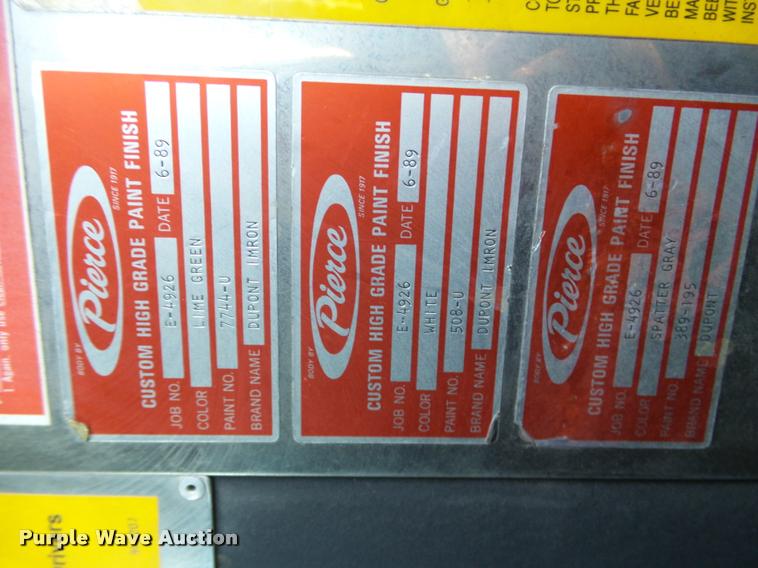 BODY BY Pierce SINCE 1917
CUSTOM HIGH GRADE PAINT FINISH
JOB NO. E-4926 DATE 6-89
COLOR LIME GREEN
PAINT NO. 7744-U
BRAND NAME DUPONT IMRON
BODY BY Pierce SINCE 1917
CUSTOM HIGH GRADE PAINT FINISH
JOB NO. E-4926 DATE 6-89
COLOR WHITE
PAINT NO. 508-U
BRAND NAME DUPONT IMRON
BODY BY Pierce SINCE 1917
CUSTOM HIGH GRADE PAINT FINISH
JOB NO. E-4926 DATE 6-89
COLOR SPATTER GRAY
PAINT NO. 389-195
BRAND NAME DUPONT
Purple Wave Auction